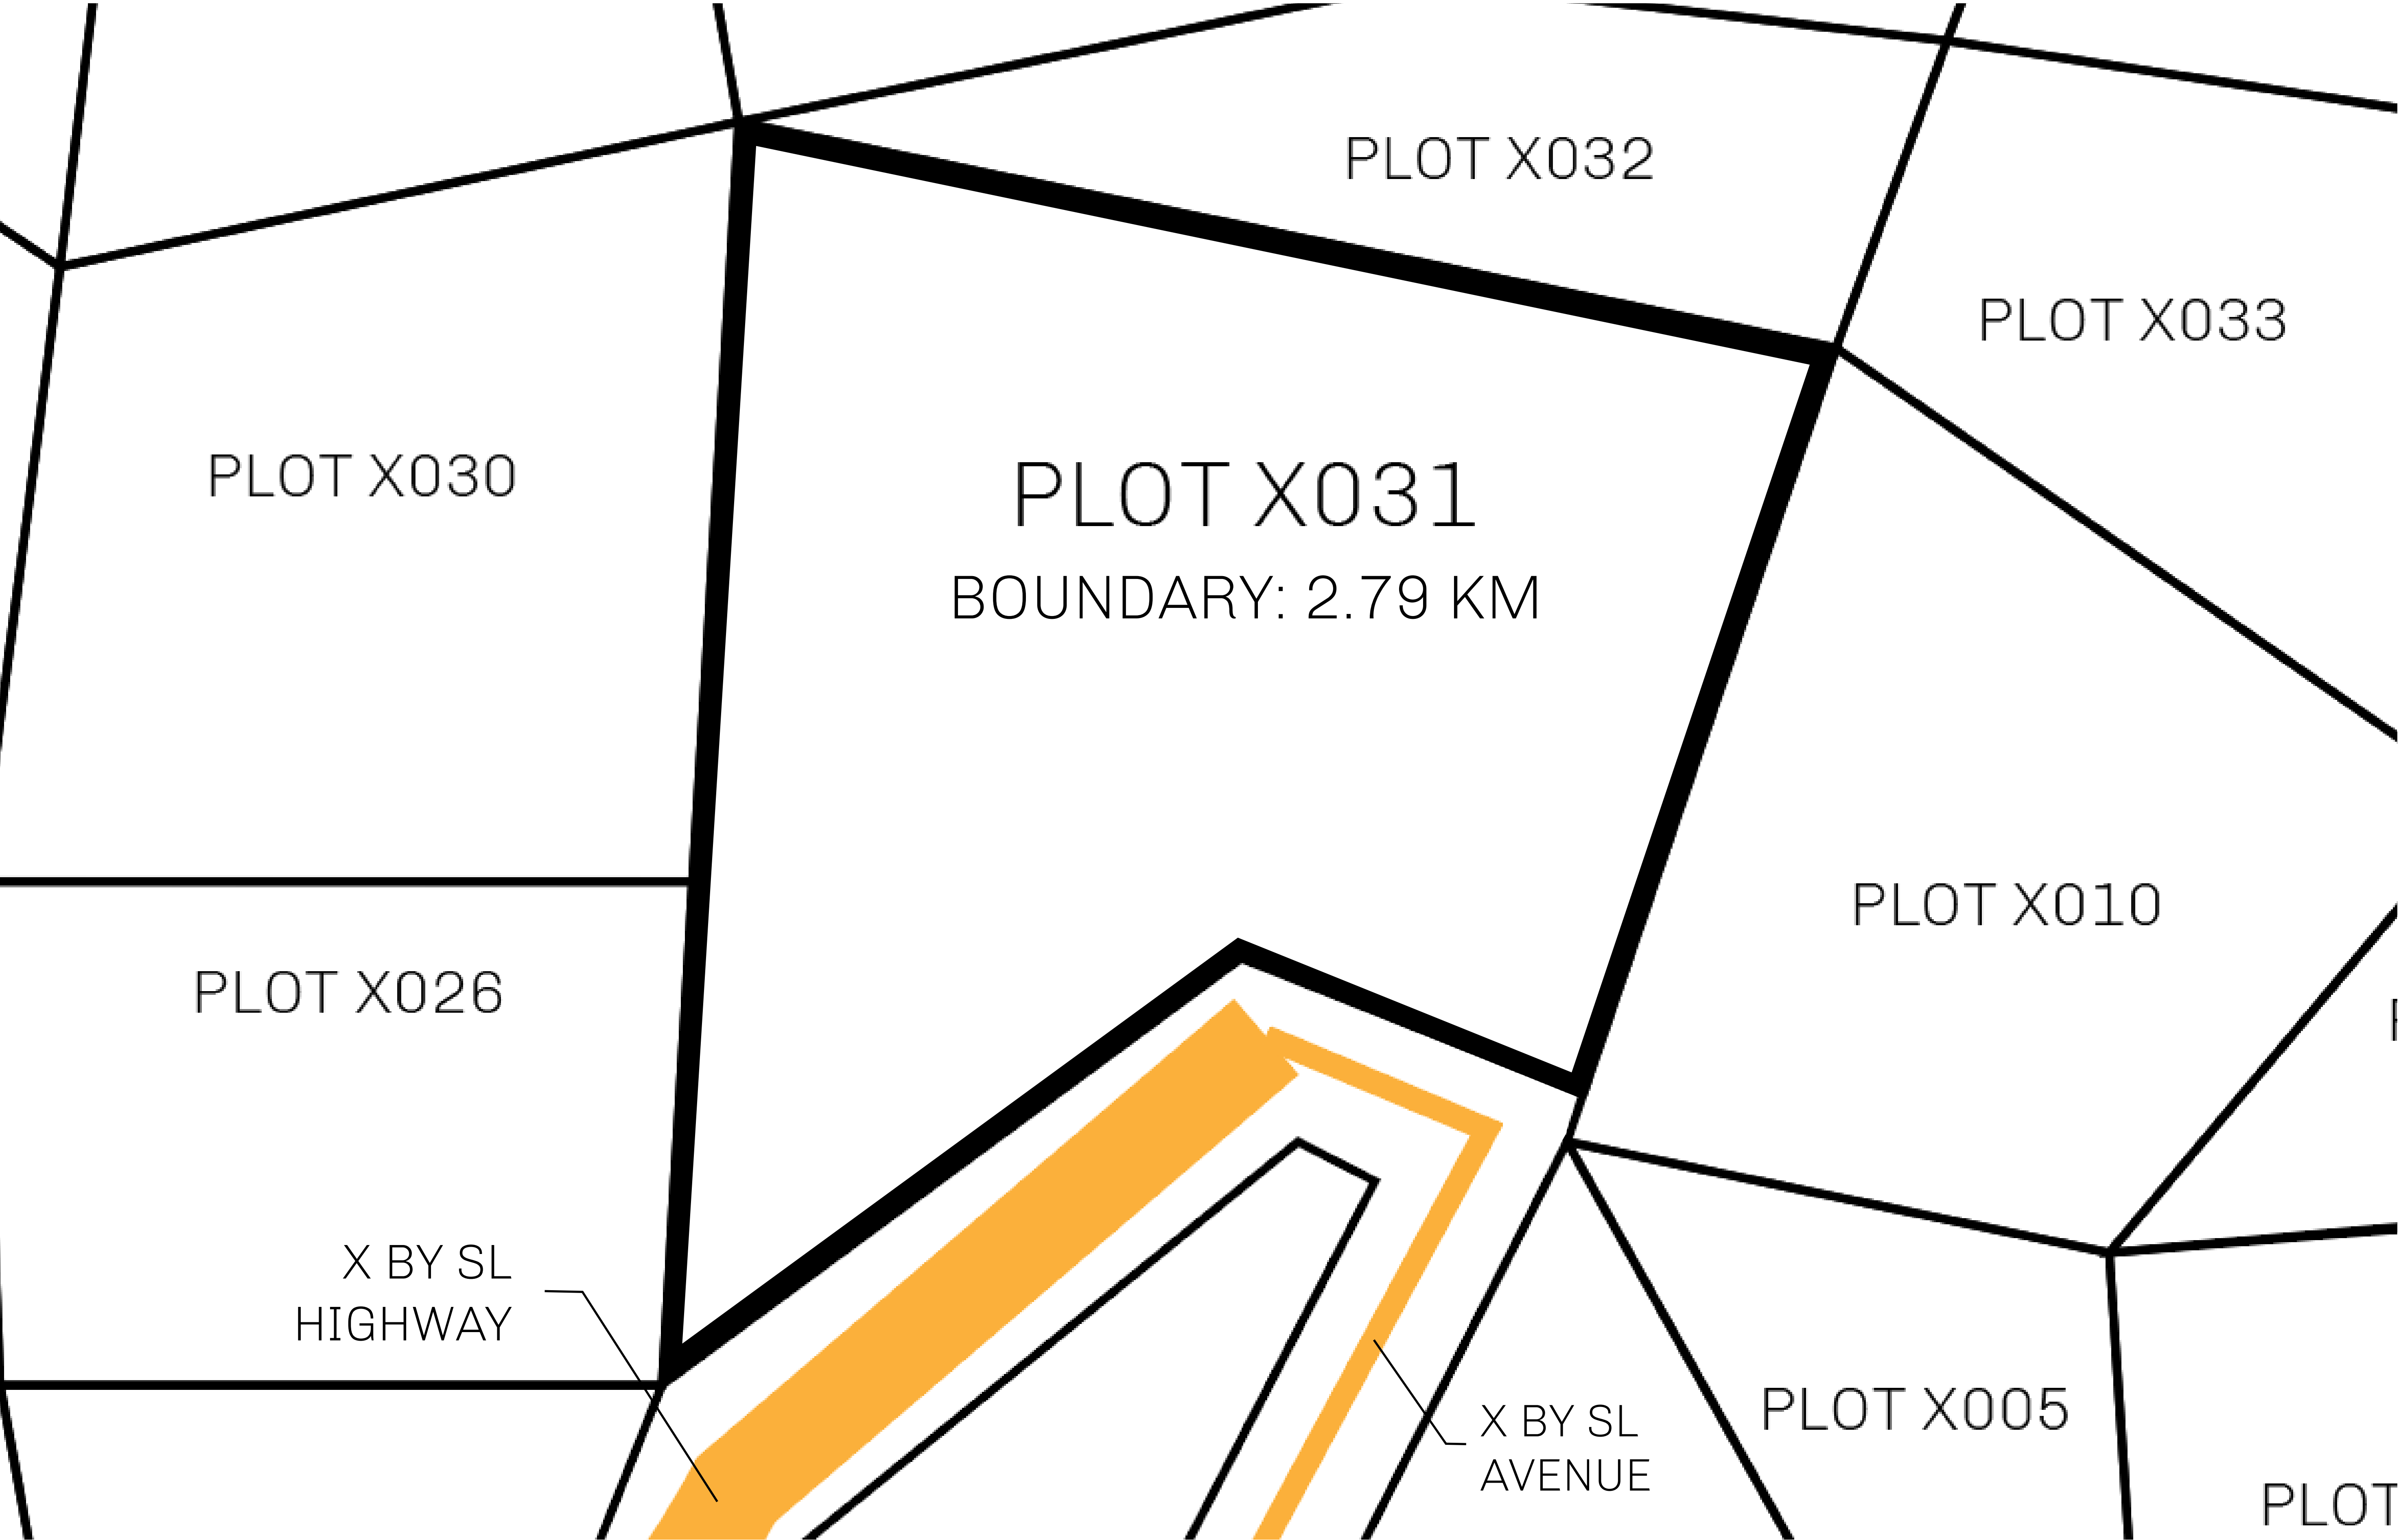 PLOT X032
PLOT X033
PLOT X030
PLOT X031
BOUNDARY: 2.79 KM
PLOT X010
PLOT X026
X BY SL
HIGHWAY
PLOT X005
X BY SL
AVENUE
PLOT